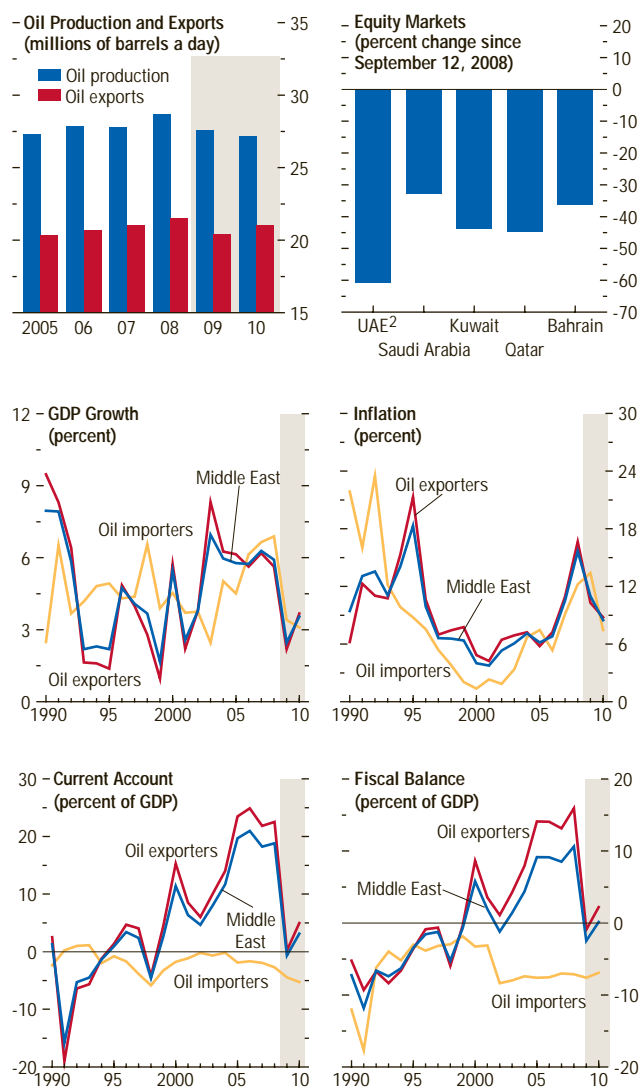 Oil Production and Exports
(millions of barrels a day)
Oil production
Oil exports
35
30
25
20
15
2005 06 07 08 09 10
Equity Markets
(percent change since
September 12, 2008)
20
10
0
-10
-20
-30
-40
-50
-60
-70
UAE2 Kuwait Bahrain
Saudi Arabia Qatar
GDP Growth
(percent)
12
9
6
3
0
Middle East
Oil importers
Oil exporters
1990 95 2000 05 10
Inflation
(percent)
30
24
18
12
6
0
Oil exporters
Middle East
Oil importers
1990 95 2000 05 10
Current Account
(percent of GDP)
30
20
10
0
-10
-20
Oil exporters
Middle
East
Oil importers
1990 95 2000 05 10
Fiscal Balance
(percent of GDP)
20
10
0
-10
-20
Oil exporters
Middle East
Oil importers
1990 95 2000 05 10